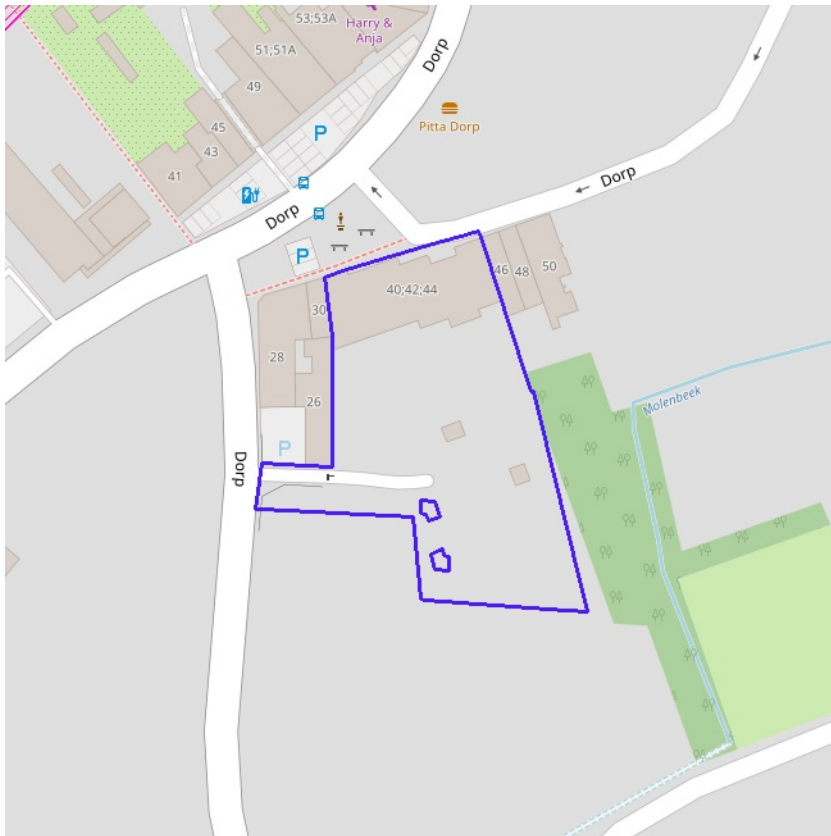 53;53A
Harry &
Anja
51;51A
Dorp
49
Pitta Dorp
45
P
43
41
Dorp
Dorp
P
50
46
48
40;42;44
30
28
Molenbeek
26
P
Dorp